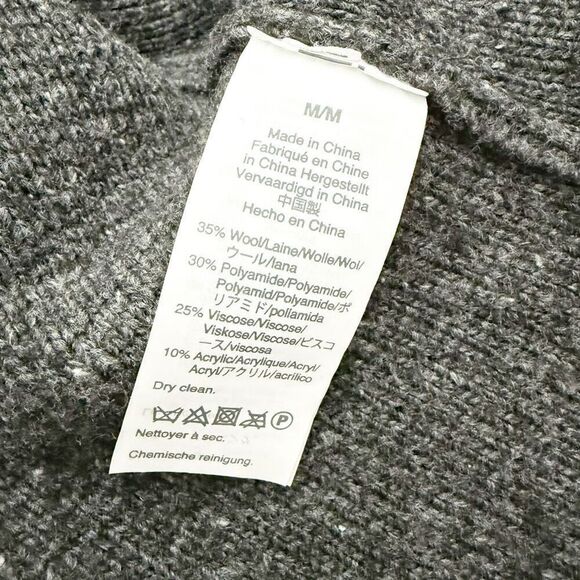 M/M
Made in China
Fabriqué en Chine
in China Hergestellt
Vervaardigd in China
中国製
Hecho en China
35% Wool/Laine/Wolle/Wol/
ウール/lana
30% Polyamide/Polyamide/
Polyamid/Polyamide/ポ
リアミド/poliamida
25% Viscose/Viscose/
Viskose/Viscose/ビスコ
ース/viscosa
10% Acrylic/Acrylique/Acryl/
Acryl/アクリル/acrílico
Dry clean.
P
Nettoyer à sec.
Chemische reinigung.